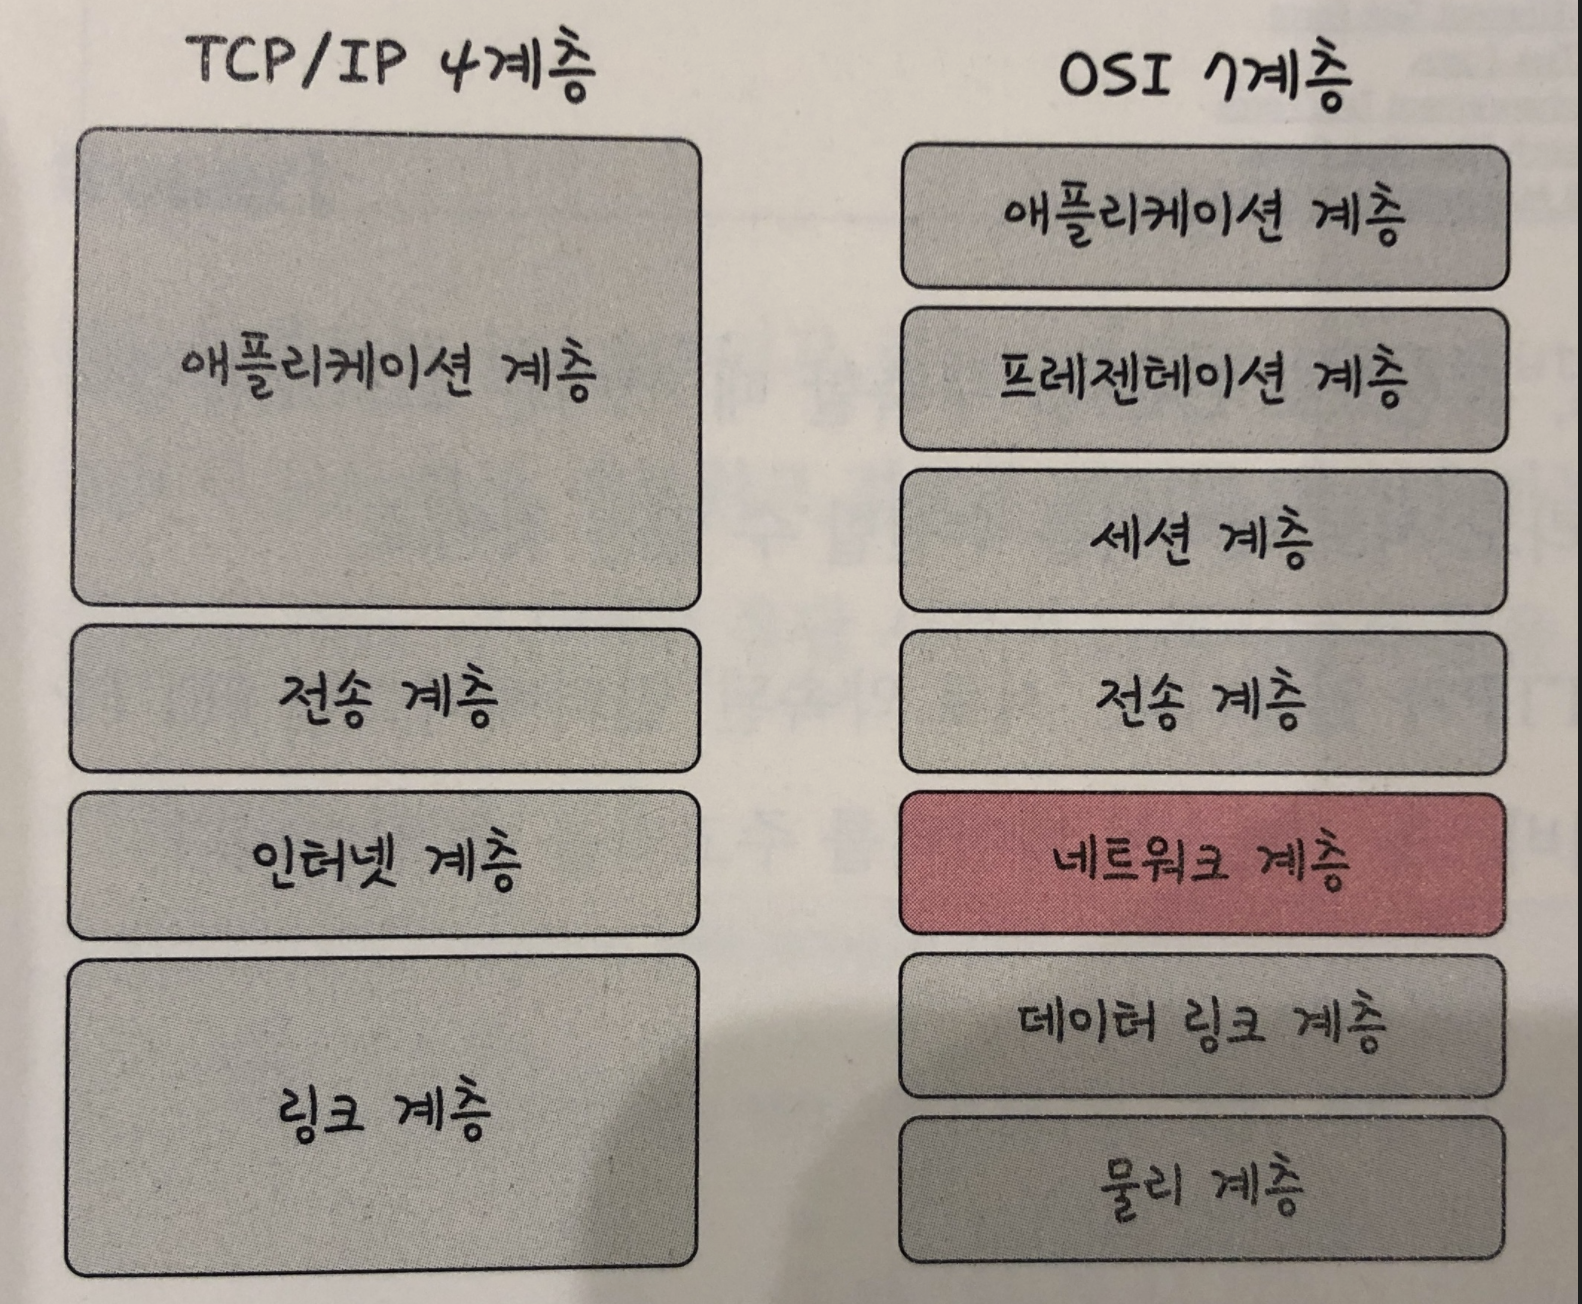 TCP/IP 4계층
애플리케이션 계층
전송 계층
인터넷 계층
링크 계층
OSI 7계층
애플리케이션 계층
프레젠테이션 계층
세션 계층
전송 계층
네트워크 계층
데이터 링크 계층
물리 계층